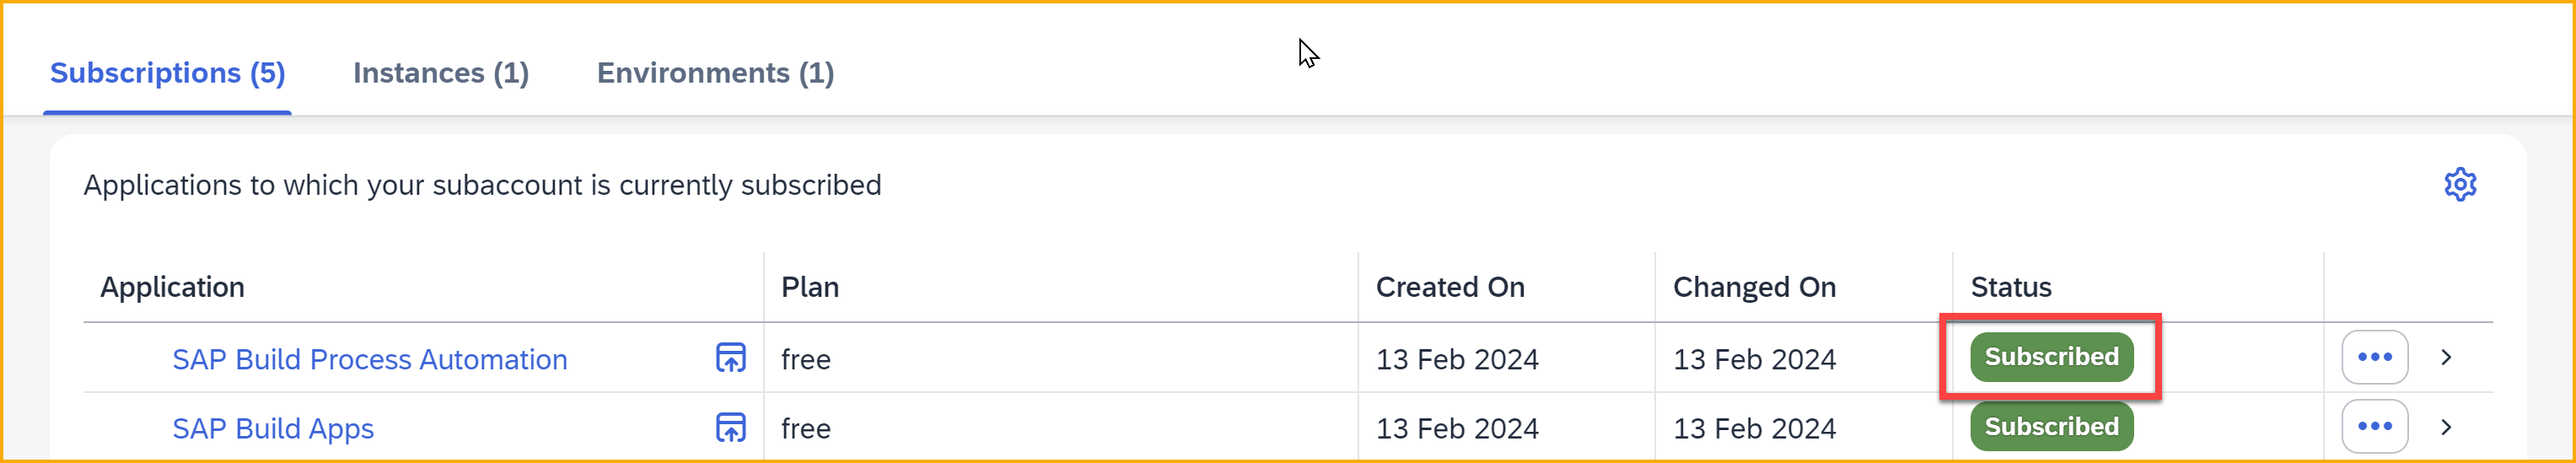 Subscriptions (5) Instances (1) Environments (1)
Applications to which your subaccount is currently subscribed
Application Plan Created On Changed On Status
SAP Build Process Automation free 13 Feb 2024 13 Feb 2024 Subscribed
SAP Build Apps free 13 Feb 2024 13 Feb 2024 Subscribed